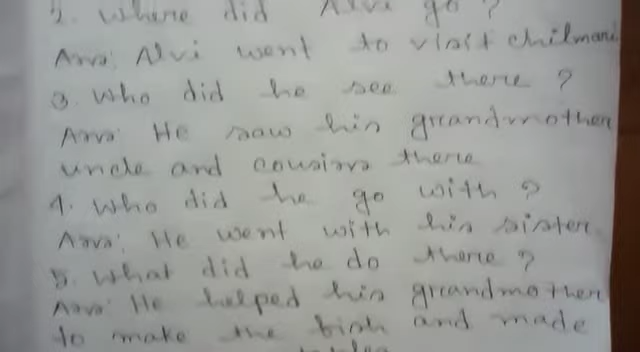 2. Where did Alvi go?
Ans: Alvi went to visit chilmari
3. Who did he see there?
Ans: He saw his grandmother
uncle and cousins there
4. Who did he go with?
Ans: He went with his sister
5. What did he do there?
Ans: He helped his grandmother
to make the fish and made